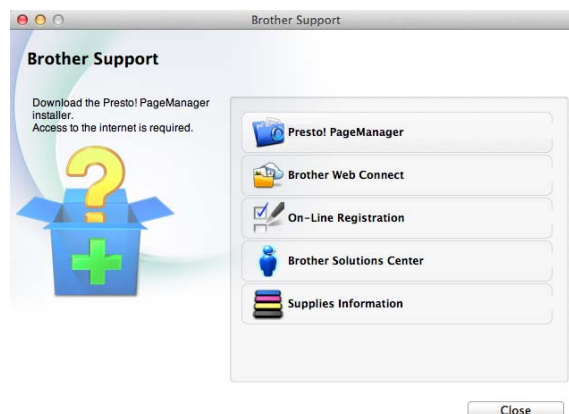 Brother Support
Brother Support
Download the Presto! PageManager
installer.
Access to the internet is required.
Presto! PageManager
Brother Web Connect
On-Line Registration
Brother Solutions Center
Supplies Information
Close